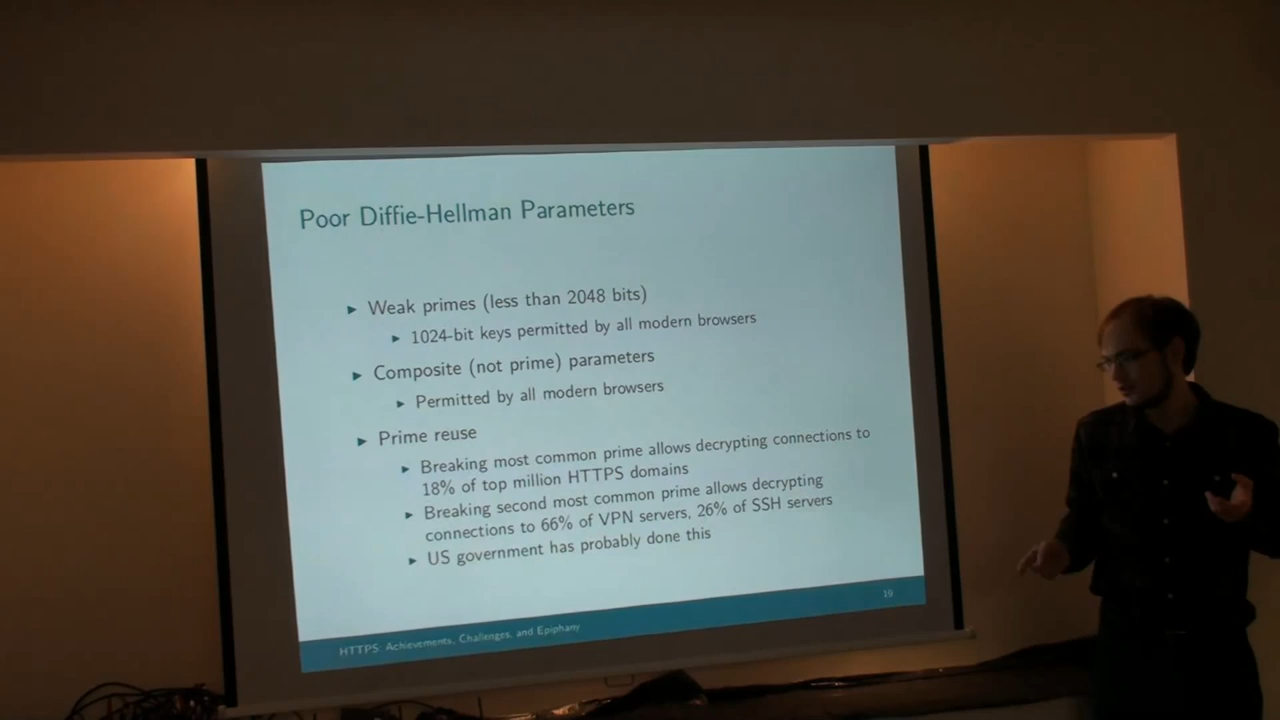 Poor Diffie-Hellman Parameters
▶ Weak primes (less than 2048 bits)
▶ 1024-bit keys permitted by all modern browsers
▶ Composite (not prime) parameters
▶ Permitted by all modern browsers
▶ Prime reuse
▶ Breaking most common prime allows decrypting connections to
18% of top million HTTPS domains
▶ Breaking second most common prime allows decrypting
connections to 66% of VPN servers, 26% of SSH servers
▶ US government has probably done this
19
HTTPS: Achievements, Challenges, and Epiphany